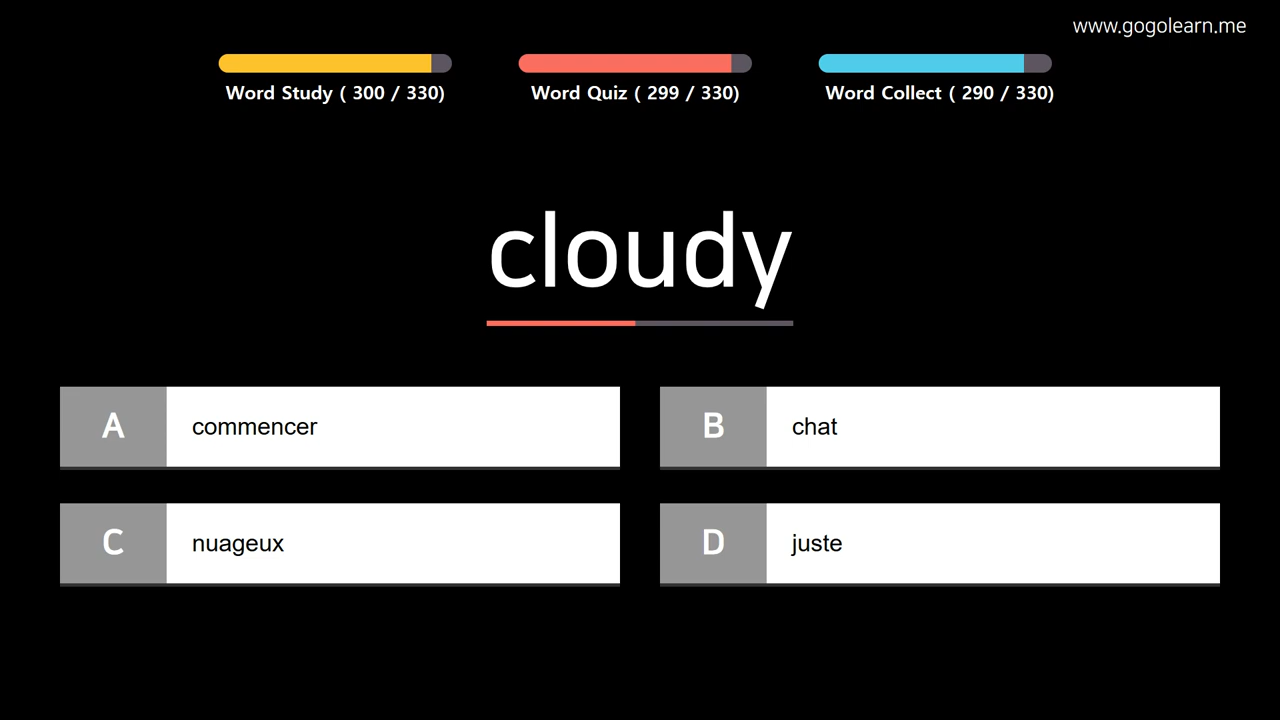 www.gogolearn.me
Word Study ( 300 / 330)
Word Quiz ( 299 / 330)
Word Collect ( 290 / 330)
cloudy
A commencer
B chat
C nuageux
D juste